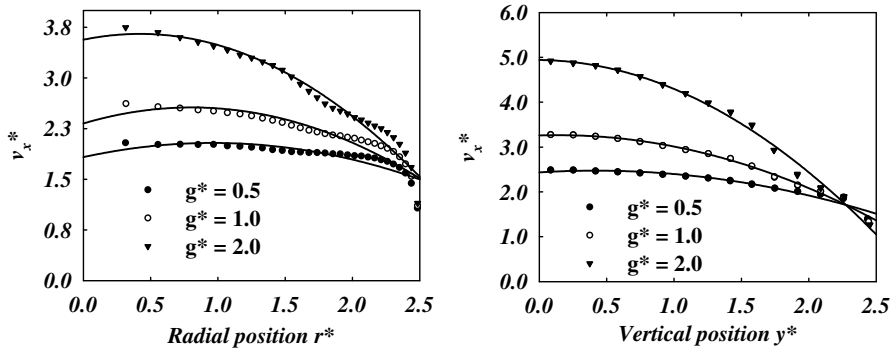 3.8
3.0
2.3
1.5
0.8
0.0
v_x*
g* = 0.5
g* = 1.0
g* = 2.0
0.0 0.5 1.0 1.5 2.0 2.5
Radial position r*
6.0
5.0
4.0
3.0
2.0
1.0
0.0
v_x*
g* = 0.5
g* = 1.0
g* = 2.0
0.0 0.5 1.0 1.5 2.0 2.5
Vertical position y*